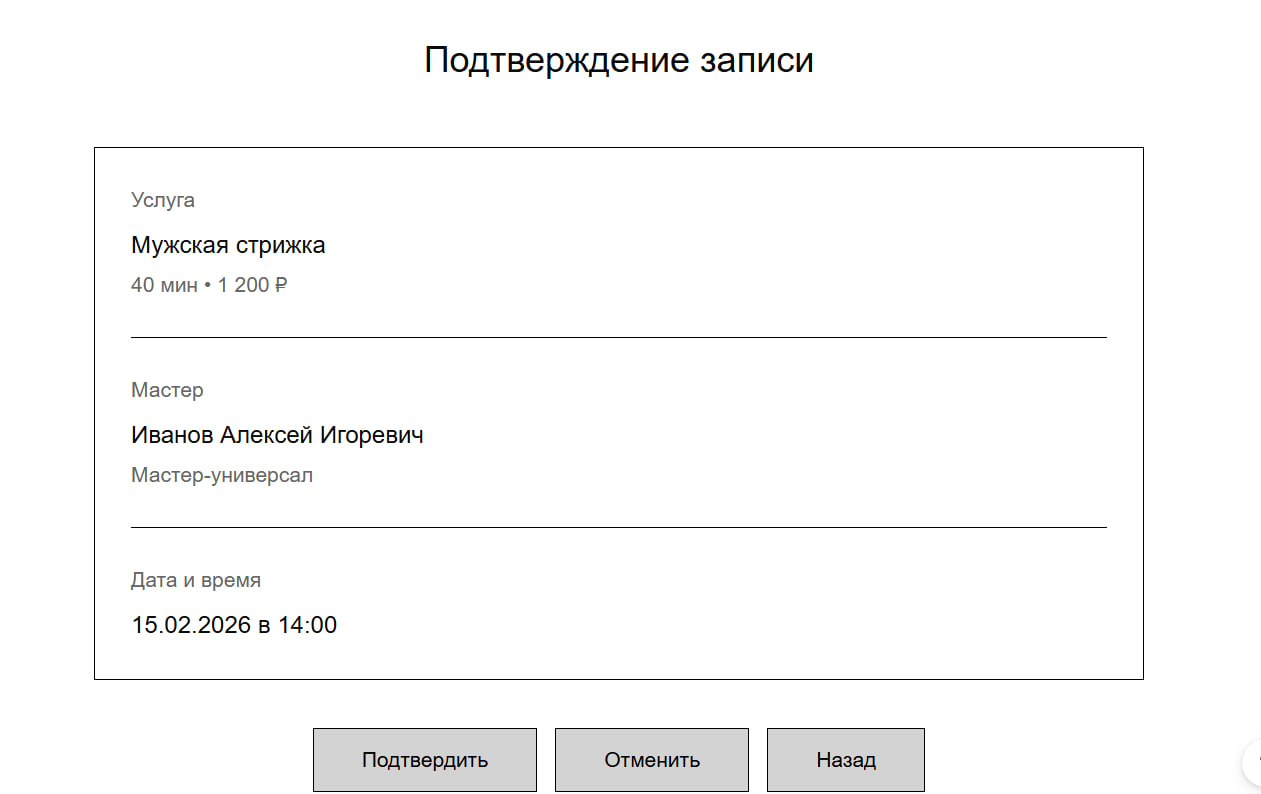 Подтверждение записи
Услуга
Мужская стрижка
40 мин • 1 200 ₽
Мастер
Иванов Алексей Игоревич
Мастер-универсал
Дата и время
15.02.2026 в 14:00
Подтвердить
Отменить
Назад